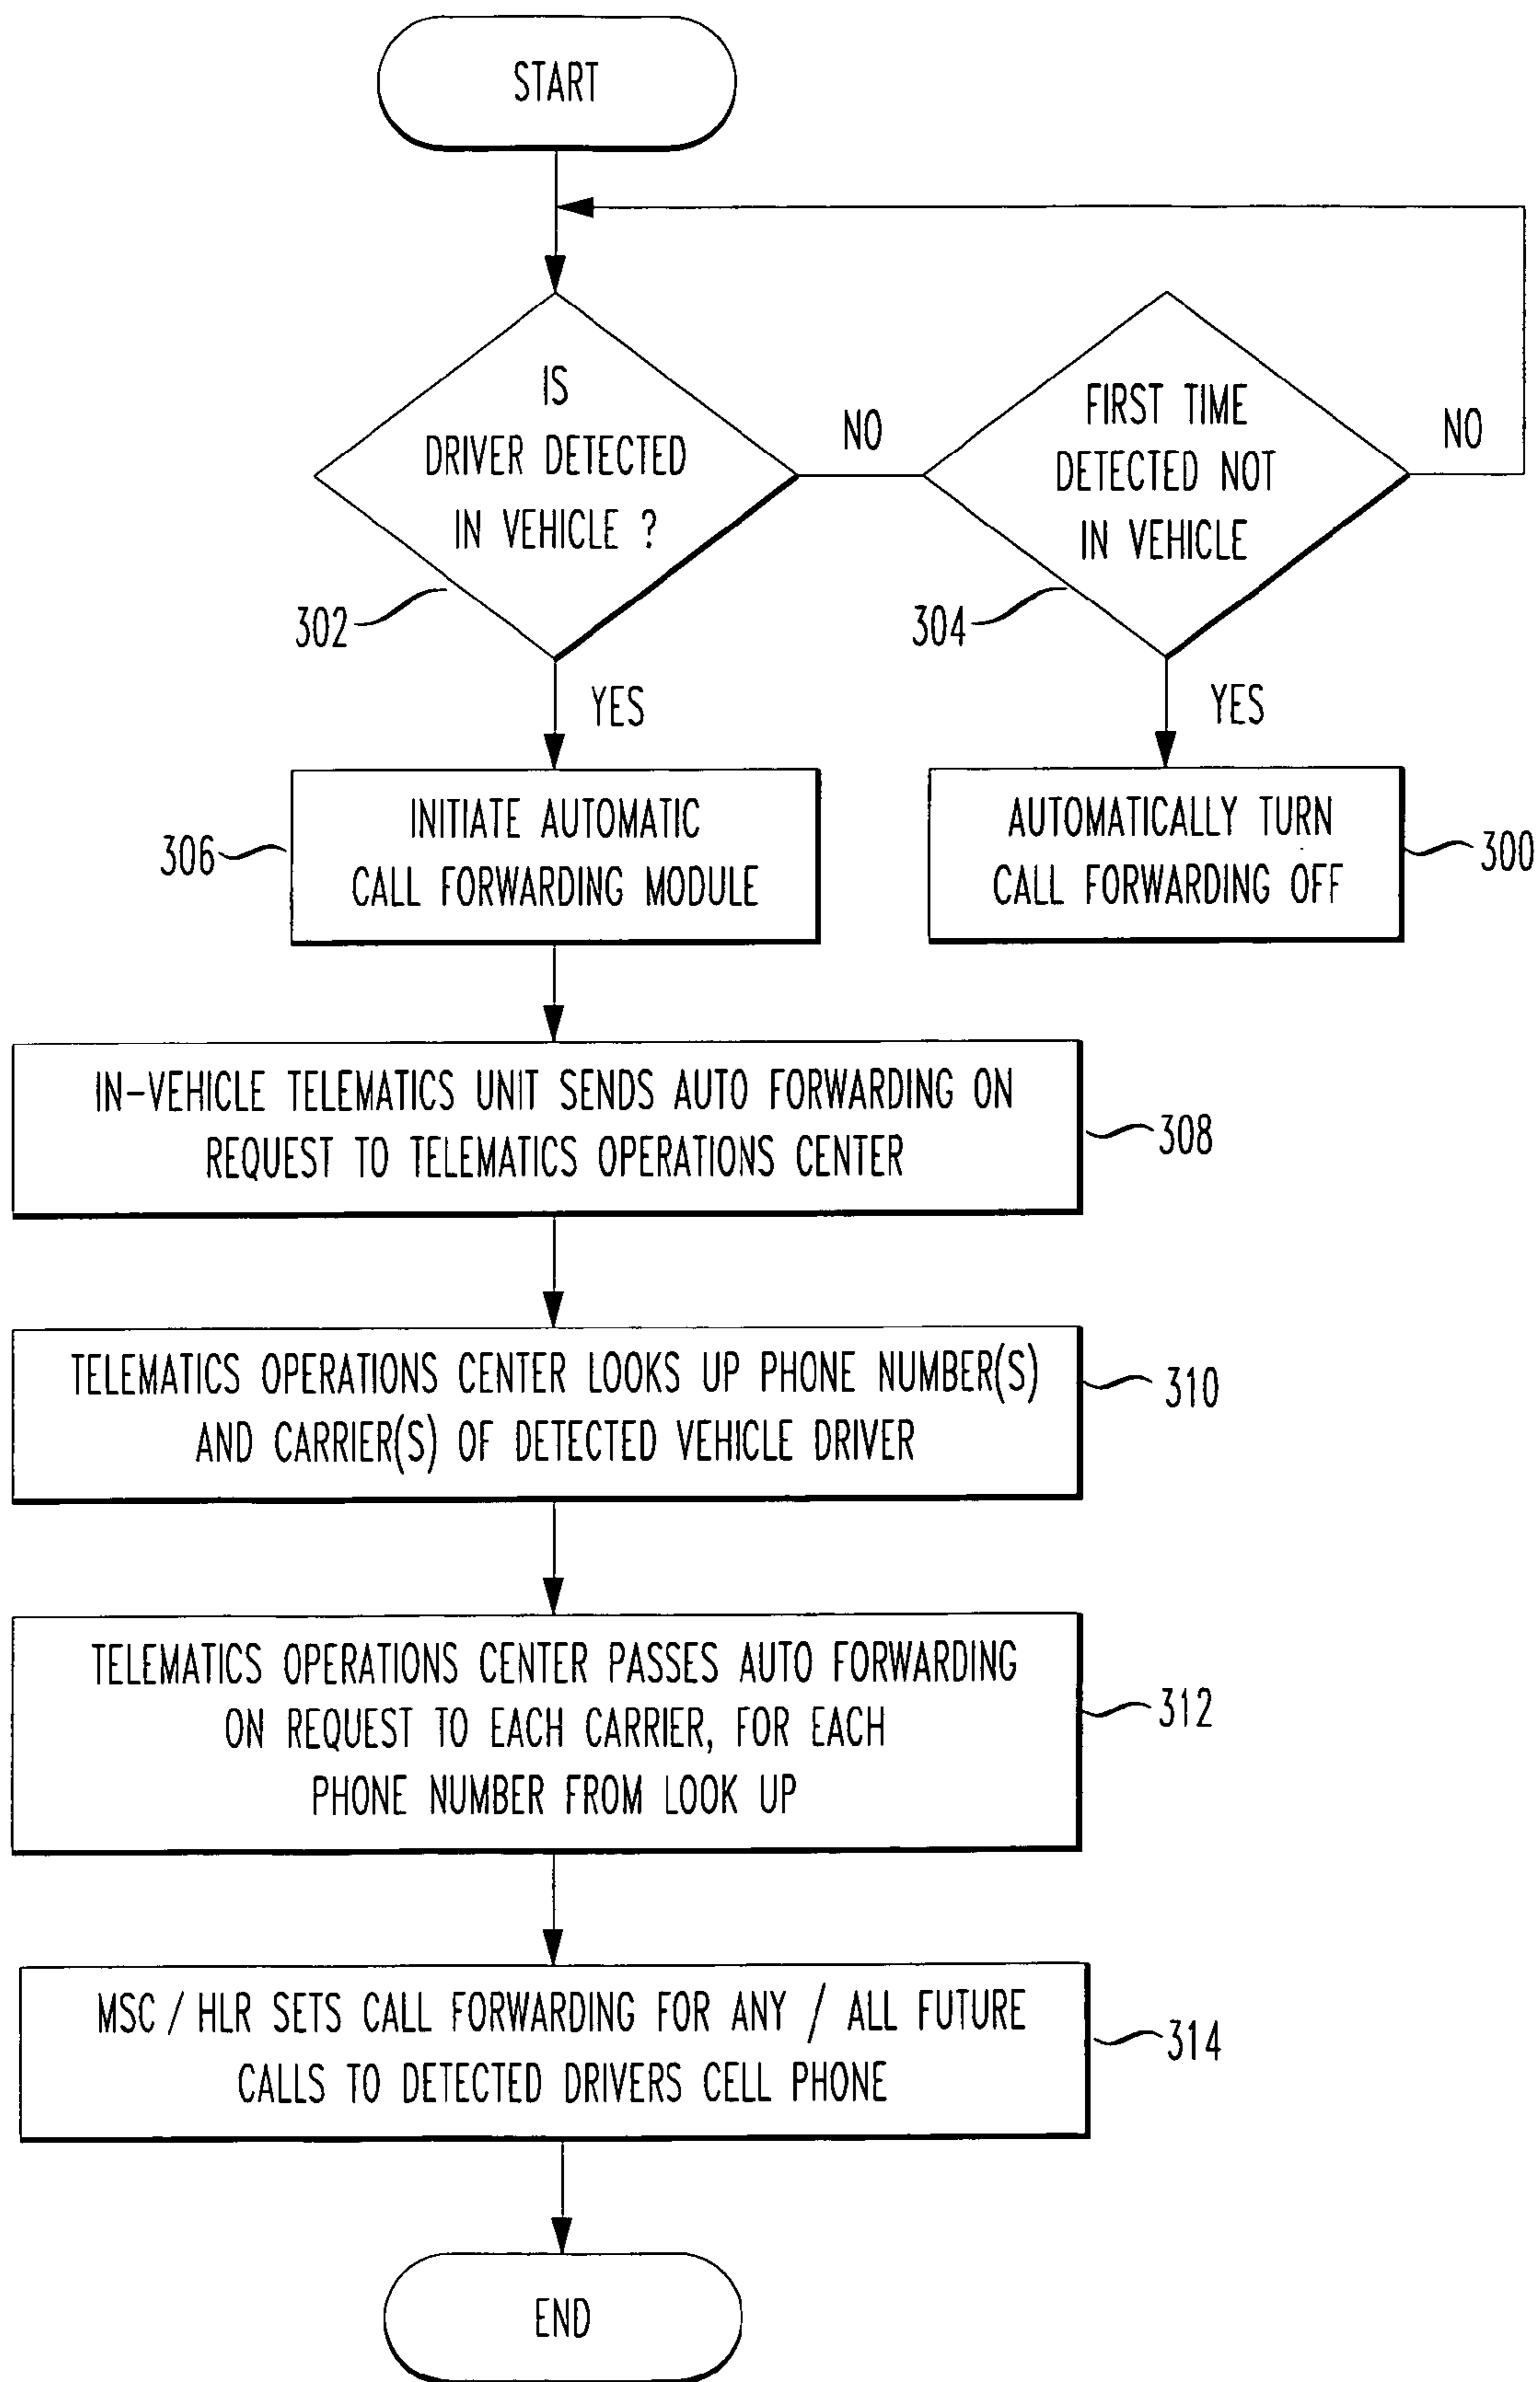 START
IS
DRIVER DETECTED
IN VEHICLE ?
NO
FIRST TIME
DETECTED NOT
IN VEHICLE
NO
302
304
YES
YES
306
INITIATE AUTOMATIC
CALL FORWARDING MODULE
AUTOMATICALLY TURN
CALL FORWARDING OFF
300
IN-VEHICLE TELEMATICS UNIT SENDS AUTO FORWARDING ON
REQUEST TO TELEMATICS OPERATIONS CENTER
308
TELEMATICS OPERATIONS CENTER LOOKS UP PHONE NUMBER(S)
AND CARRIER(S) OF DETECTED VEHICLE DRIVER
310
TELEMATICS OPERATIONS CENTER PASSES AUTO FORWARDING
ON REQUEST TO EACH CARRIER, FOR EACH
PHONE NUMBER FROM LOOK UP
312
MSC / HLR SETS CALL FORWARDING FOR ANY / ALL FUTURE
CALLS TO DETECTED DRIVERS CELL PHONE
314
END